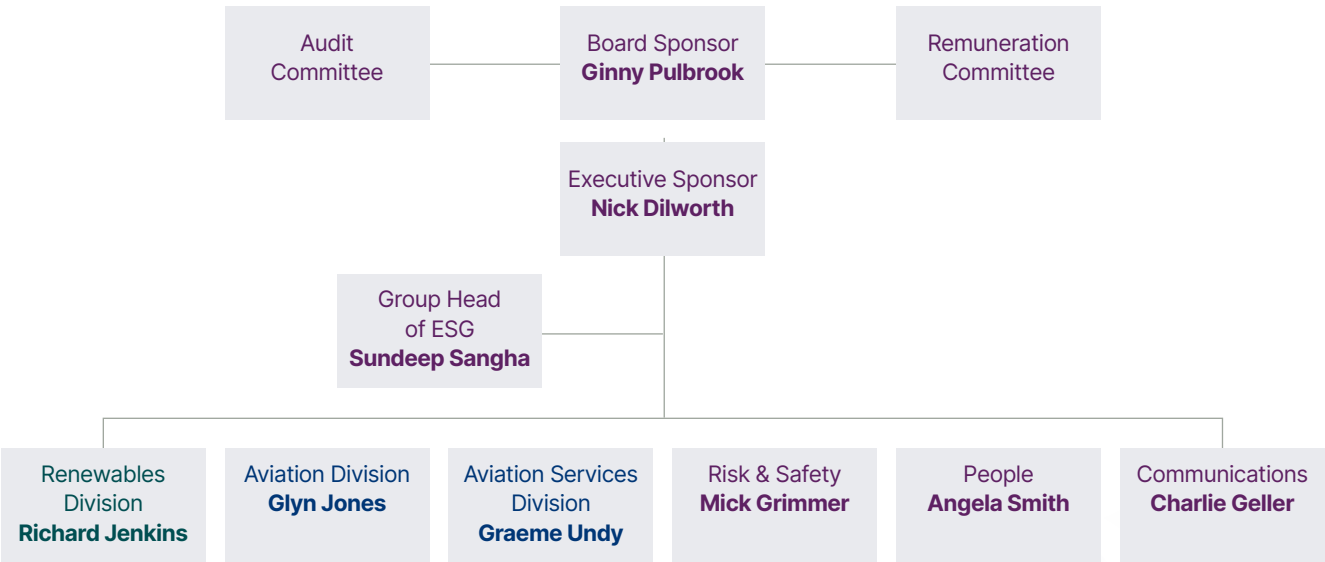 Audit
Committee
Board Sponsor
Ginny Pulbrook
Remuneration
Committee
Executive Sponsor
Nick Dilworth
Group Head
of ESG
Sundeep Sangha
Renewables
Division
Richard Jenkins
Aviation Division
Glyn Jones
Aviation Services
Division
Graeme Undy
Risk & Safety
Mick Grimmer
People
Angela Smith
Communications
Charlie Geller